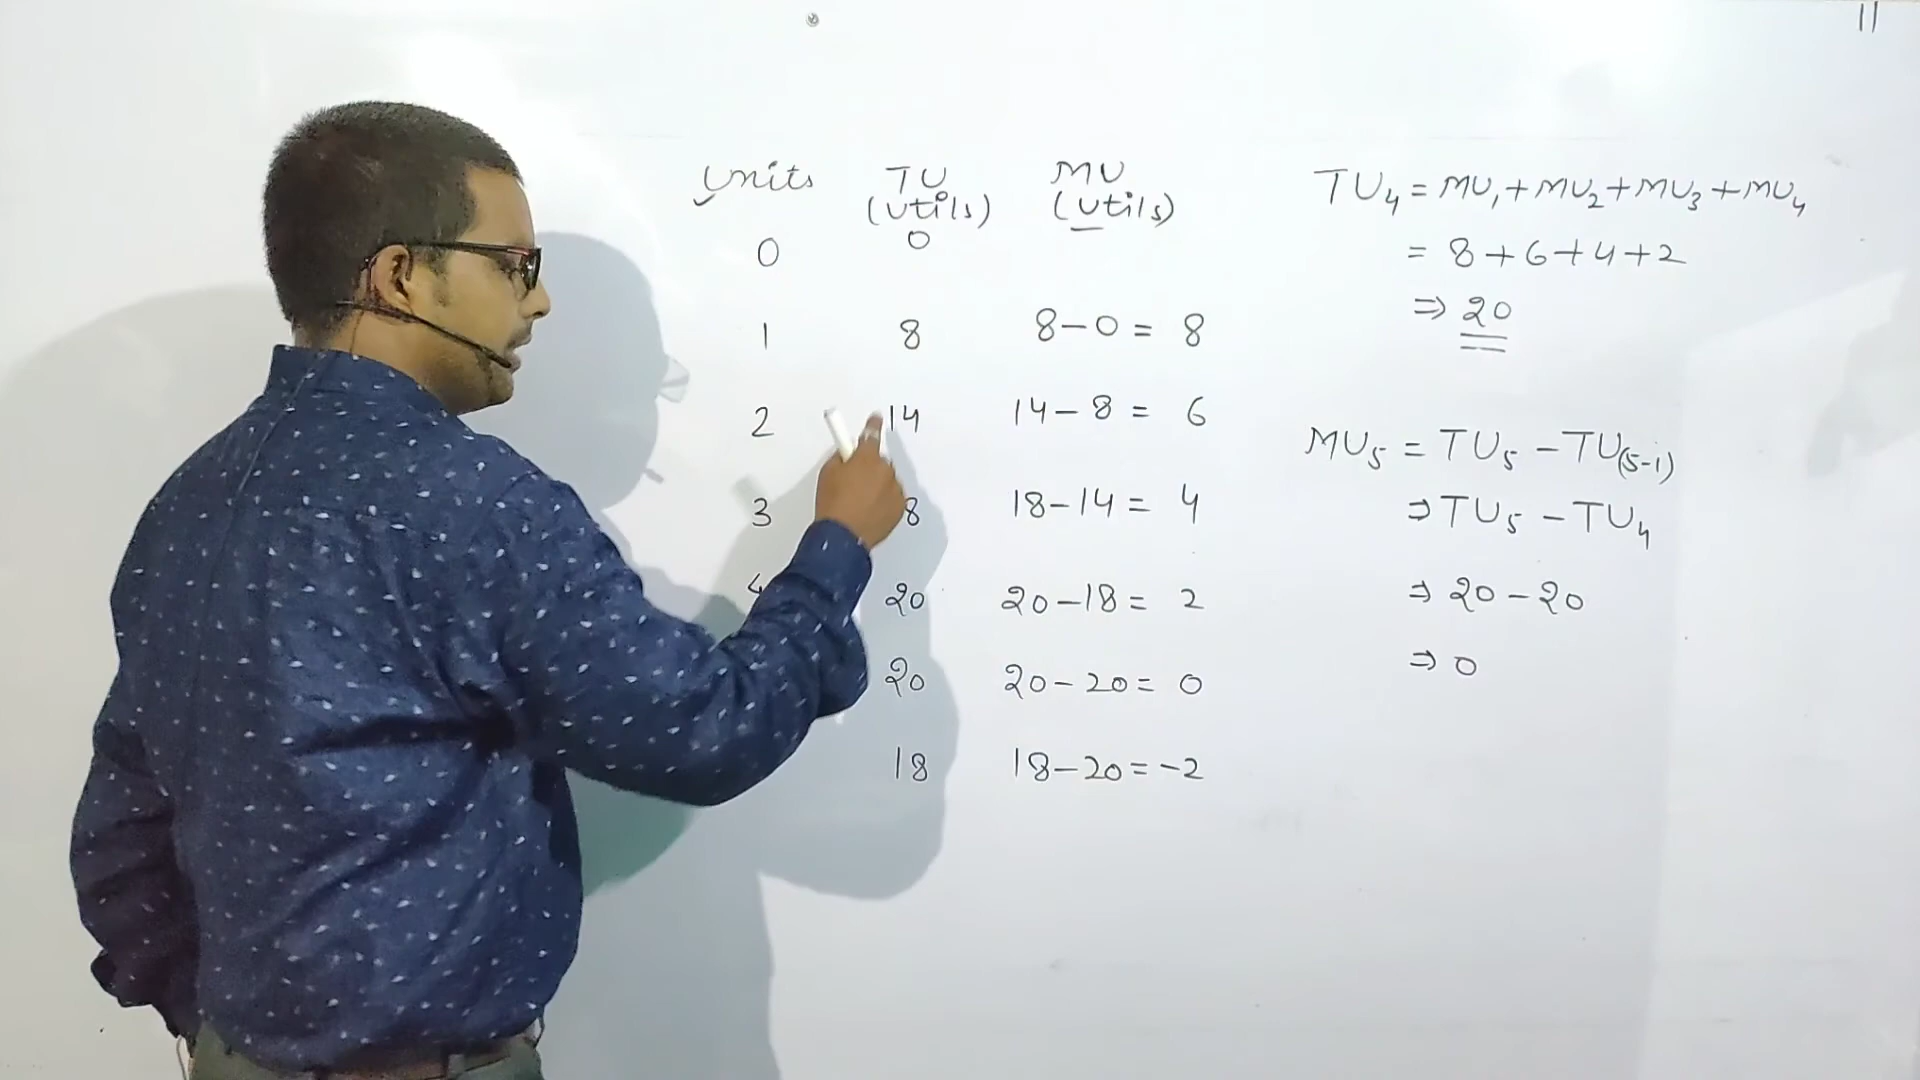 11
Units TU MU
(utils) (utils)
0 0
1 8 8-0 = 8
2 14 14-8 = 6
3 8 18-14 = 4
4 20 20-18 = 2
20 20-20 = 0
18 18-20 = -2
TU₄ = MU₁+MU₂+MU₃+MU₄
= 8+6+4+2
⇒ 20
MU₅ = TU₅ - TU₍₅₋₁₎
⇒ TU₅ - TU₄
⇒ 20-20
⇒ 0